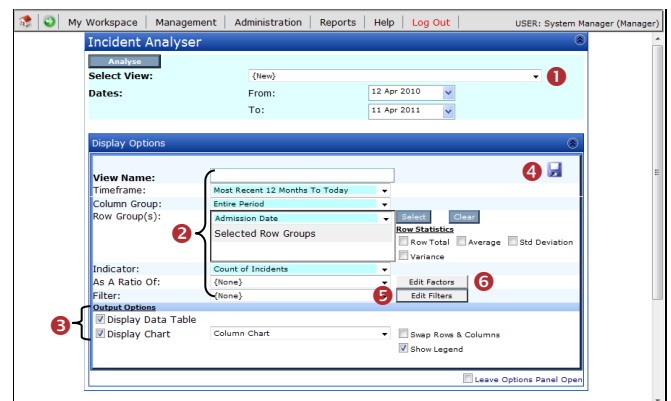 My Workspace Management Administration Reports Help Log Out USER: System Manager (Manager)
Incident Analyser
Analyse
Select View: {New} 1
Dates: From: 12 Apr 2010
To: 11 Apr 2011
Display Options
4
View Name:
Timeframe: Most Recent 12 Months To Today
Column Group: Entire Period
Row Group(s): Admission Date Select Clear
2 Selected Row Groups Row Statistics
Row Total Average Std Deviation
Variance
Indicator: Count of Incidents
As A Ratio Of: {None} Edit Factors 6
Filter: {None} 5 Edit Filters
Output Options
3 Display Data Table
Display Chart Column Chart Swap Rows & Columns
Show Legend
Leave Options Panel Open